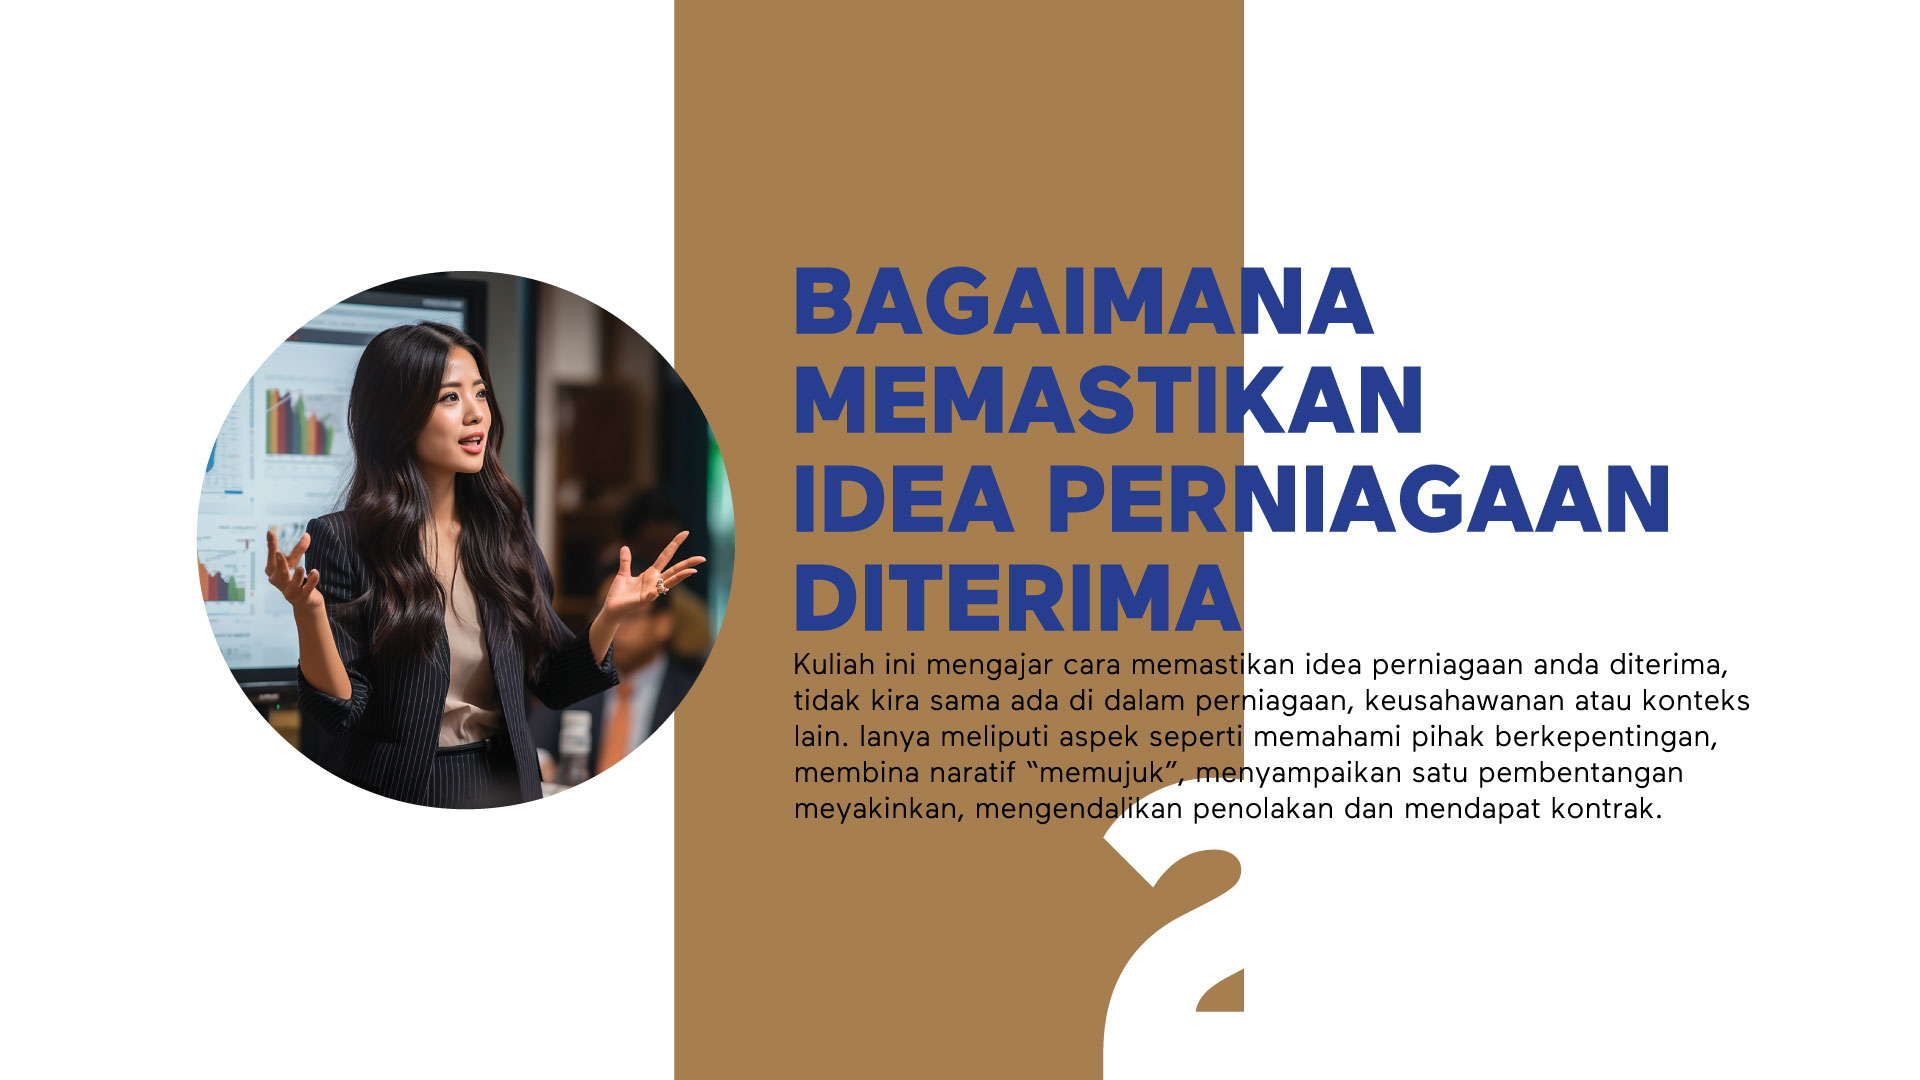 BAGAIMANA
MEMASTIKAN
IDEA PERNIAGAAN
DITERIMA
Kuliah ini mengajar cara memastikan idea perniagaan anda diterima,
tidak kira sama ada di dalam perniagaan, keusahawanan atau konteks
lain. Ianya meliputi aspek seperti memahami pihak berkepentingan,
membina naratif “memujuk”, menyampaikan satu pembentangan
meyakinkan, mengendalikan penolakan dan mendapat kontrak.
2